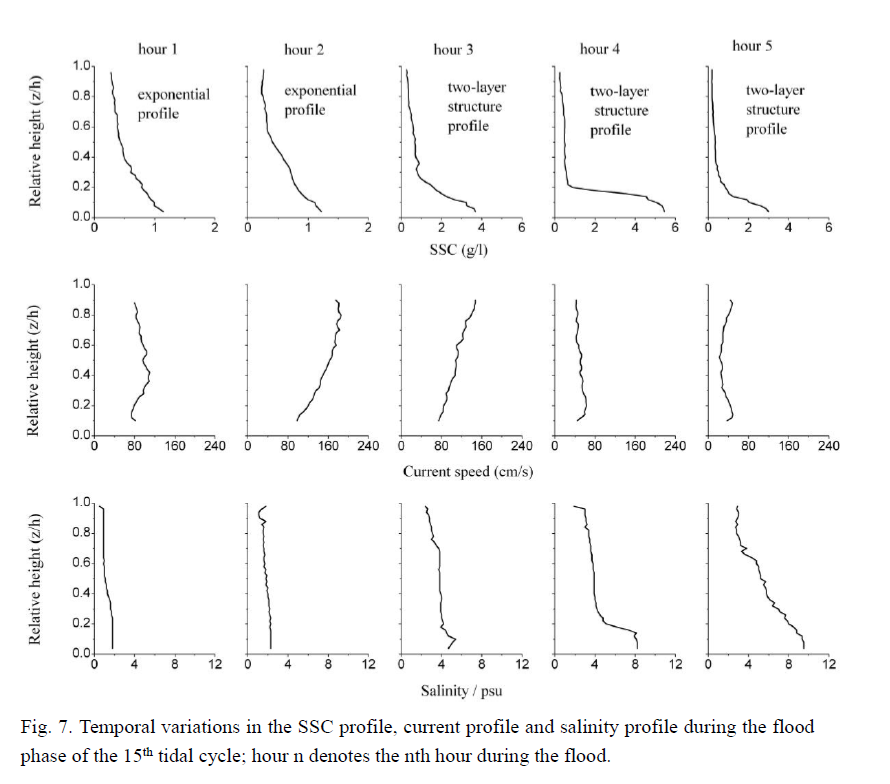 hour 1 hour 2 hour 3 hour 4 hour 5
Relative height (z/h)
1.0
0.8
0.6
0.4
0.2
0.0
exponential
profile
exponential
profile
two-layer
structure
profile
two-layer
structure
profile
two-layer
structure
profile
0 1 2 0 1 2 0 2 4 6 0 2 4 6 0 2 4 6
SSC (g/l)
Relative height (z/h)
1.0
0.8
0.6
0.4
0.2
0.0
0 80 160 240 0 80 160 240 0 80 160 240 0 80 160 240 0 80 160 240
Current speed (cm/s)
Relative height (z/h)
1.0
0.8
0.6
0.4
0.2
0.0
0 4 8 12 0 4 8 12 0 4 8 12 0 4 8 12 0 4 8 12
Salinity / psu
Fig. 7. Temporal variations in the SSC profile, current profile and salinity profile during the flood
phase of the 15th tidal cycle; hour n denotes the nth hour during the flood.